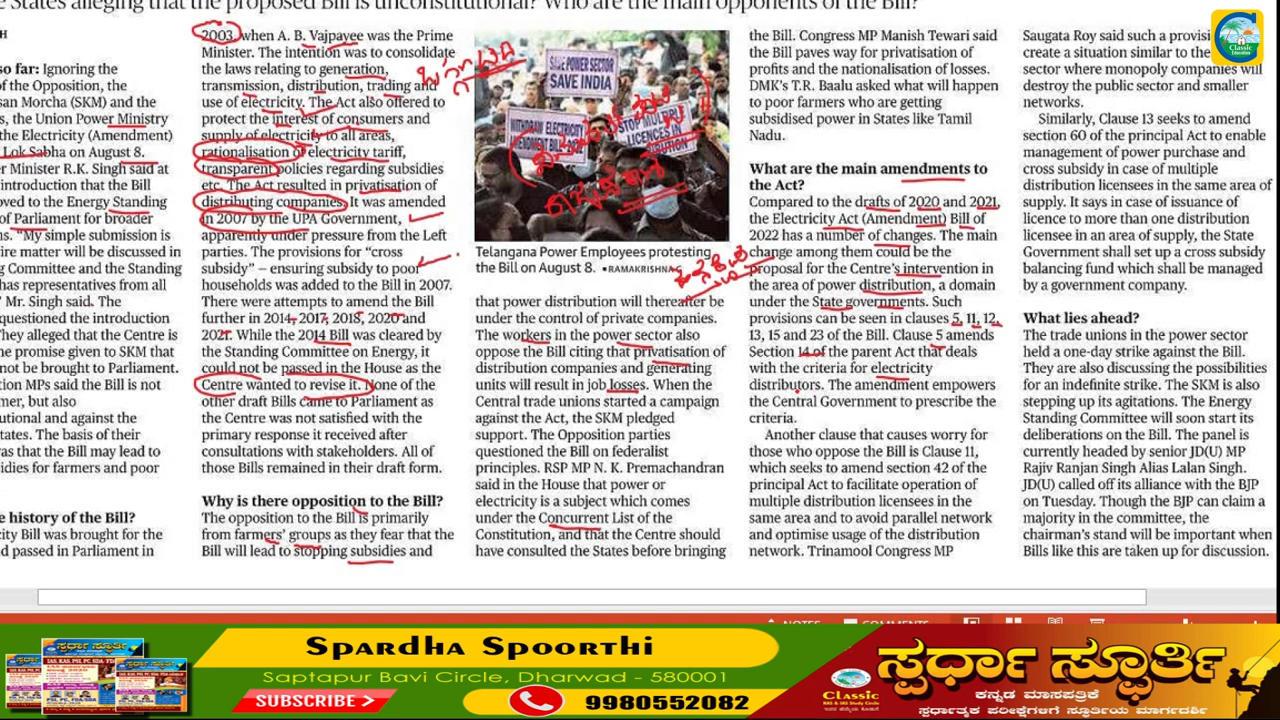 e States alleging that the proposed Bill is unconstitutional? Who are the main opponents of the Bill?
H
so far: Ignoring the
of the Opposition, the
san Morcha (SKM) and the
s, the Union Power Ministry
the Electricity (Amendment)
Lok Sabha on August 8.
er Minister R.K. Singh said at
introduction that the Bill
oved to the Energy Standing
of Parliament for broader
ns. “My simple submission is
ire matter will be discussed in
g Committee and the Standing
has representatives from all
” Mr. Singh said. The
questioned the introduction
They alleged that the Centre is
he promise given to SKM that
not be brought to Parliament.
tion MPs said the Bill is not
mer, but also
utional and against the
tates. The basis of their
as that the Bill may lead to
sidies for farmers and poor
e history of the Bill?
city Bill was brought for the
d passed in Parliament in
2003, when A. B. Vajpayee was the Prime
Minister. The intention was to consolidate
the laws relating to generation,
transmission, distribution, trading and
use of electricity. The Act also offered to
protect the interest of consumers and
supply of electricity to all areas,
rationalisation of electricity tariff,
transparent policies regarding subsidies
etc. The Act resulted in privatisation of
distributing companies. It was amended
in 2007 by the UPA Government,
apparently under pressure from the Left
parties. The provisions for “cross
subsidy” – ensuring subsidy to poor
households was added to the Bill in 2007.
There were attempts to amend the Bill
further in 2014, 2017, 2018, 2020 and
2021. While the 2014 Bill was cleared by
the Standing Committee on Energy, it
could not be passed in the House as the
Centre wanted to revise it. None of the
other draft Bills came to Parliament as
the Centre was not satisfied with the
primary response it received after
consultations with stakeholders. All of
those Bills remained in their draft form.
Why is there opposition to the Bill?
The opposition to the Bill is primarily
from farmers’ groups as they fear that the
Bill will lead to stopping subsidies and
SAVE POWER SECTOR
SAVE INDIA
WITHDRAW ELECTRICITY
STOP MULTIPLE
LICENCES IN
Telangana Power Employees protesting
the Bill on August 8. • RAMAKRISHNA G
that power distribution will thereafter be
under the control of private companies.
The workers in the power sector also
oppose the Bill citing that privatisation of
distribution companies and generating
units will result in job losses. When the
Central trade unions started a campaign
against the Act, the SKM pledged
support. The Opposition parties
questioned the Bill on federalist
principles. RSP MP N. K. Premachandran
said in the House that power or
electricity is a subject which comes
under the Concurrent List of the
Constitution, and that the Centre should
have consulted the States before bringing
the Bill. Congress MP Manish Tewari said
the Bill paves way for privatisation of
profits and the nationalisation of losses.
DMK’s T.R. Baalu asked what will happen
to poor farmers who are getting
subsidised power in States like Tamil
Nadu.
What are the main amendments to
the Act?
Compared to the drafts of 2020 and 2021,
the Electricity Act (Amendment) Bill of
2022 has a number of changes. The main
change among them could be the
proposal for the Centre’s intervention in
the area of power distribution, a domain
under the State governments. Such
provisions can be seen in clauses 5, 11, 12,
13, 15 and 23 of the Bill. Clause 5 amends
Section 14 of the parent Act that deals
with the criteria for electricity
distributors. The amendment empowers
the Central Government to prescribe the
criteria.
Another clause that causes worry for
those who oppose the Bill is Clause 11,
which seeks to amend section 42 of the
principal Act to facilitate operation of
multiple distribution licensees in the
same area and to avoid parallel network
and optimise usage of the distribution
network. Trinamool Congress MP
Saugata Roy said such a provisi
create a situation similar to the
sector where monopoly companies will
destroy the public sector and smaller
networks.
Similarly, Clause 13 seeks to amend
section 60 of the principal Act to enable
management of power purchase and
cross subsidy in case of multiple
distribution licensees in the same area of
supply. It says in case of issuance of
licence to more than one distribution
licensee in an area of supply, the State
Government shall set up a cross subsidy
balancing fund which shall be managed
by a government company.
What lies ahead?
The trade unions in the power sector
held a one-day strike against the Bill.
They are also discussing the possibilities
for an indefinite strike. The SKM is also
stepping up its agitations. The Energy
Standing Committee will soon start its
deliberations on the Bill. The panel is
currently headed by senior JD(U) MP
Rajiv Ranjan Singh Alias Lalan Singh.
JD(U) called off its alliance with the BJP
on Tuesday. Though the BJP can claim a
majority in the committee, the
chairman’s stand will be important when
Bills like this are taken up for discussion.
Classic
Education
NOTES
COMMENTS
Spardha Spoorthi
Saptapur Bavi Circle, Dharwad - 580001
SUBSCRIBE
9980552082
Classic
ಸ್ಪರ್ಧಾ ಸ್ಫೂರ್ತಿ
ಕನ್ನಡ ಮಾಸಪತ್ರಿಕೆ
ಸ್ಪರ್ಧಾತ್ಮಕ ಪರೀಕ್ಷೆಗಳಿಗೆ ಸ್ಫೂರ್ತಿಯ ಮಾರ್ಗದರ್ಶಿ